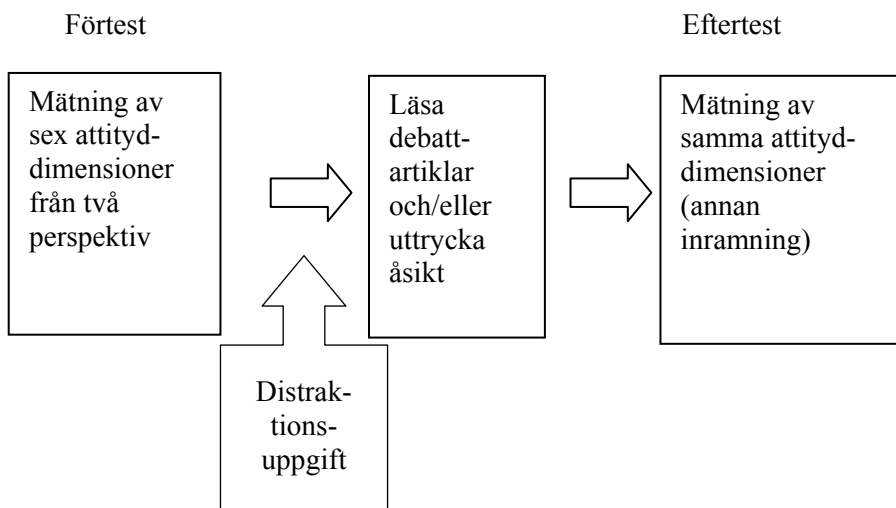 Förtest
Eftertest
Mätning av
sex attityd-
dimensioner
från två
perspektiv
Läsa
debatt-
artiklar
och/eller
uttrycka
åsikt
Mätning av
samma attityd-
dimensioner
(annan
inramning)
Distrak-
tions-
uppgift